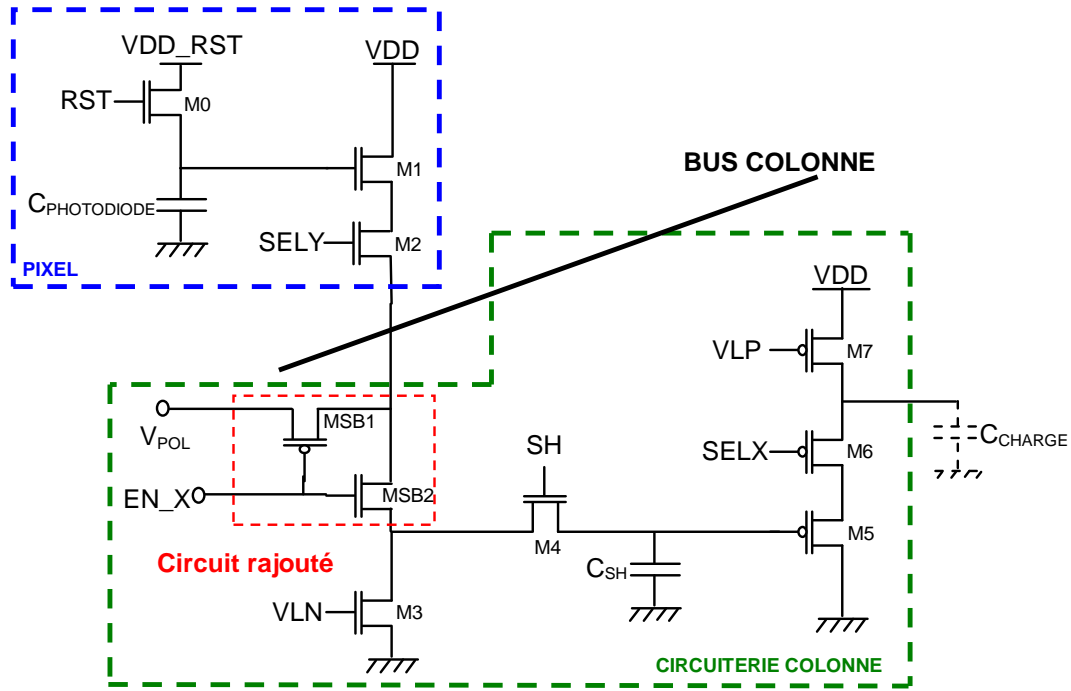 VDD_RST
VDD
RST
M0
BUS COLONNE
M1
CPHOTODIODE
SELY
M2
PIXEL
VDD
VLP
M7
MSB1
VPOL
SH
SELX
M6
CCHARGE
EN_X
MSB2
M4
M5
Circuit rajouté
CSH
VLN
M3
CIRCUITERIE COLONNE